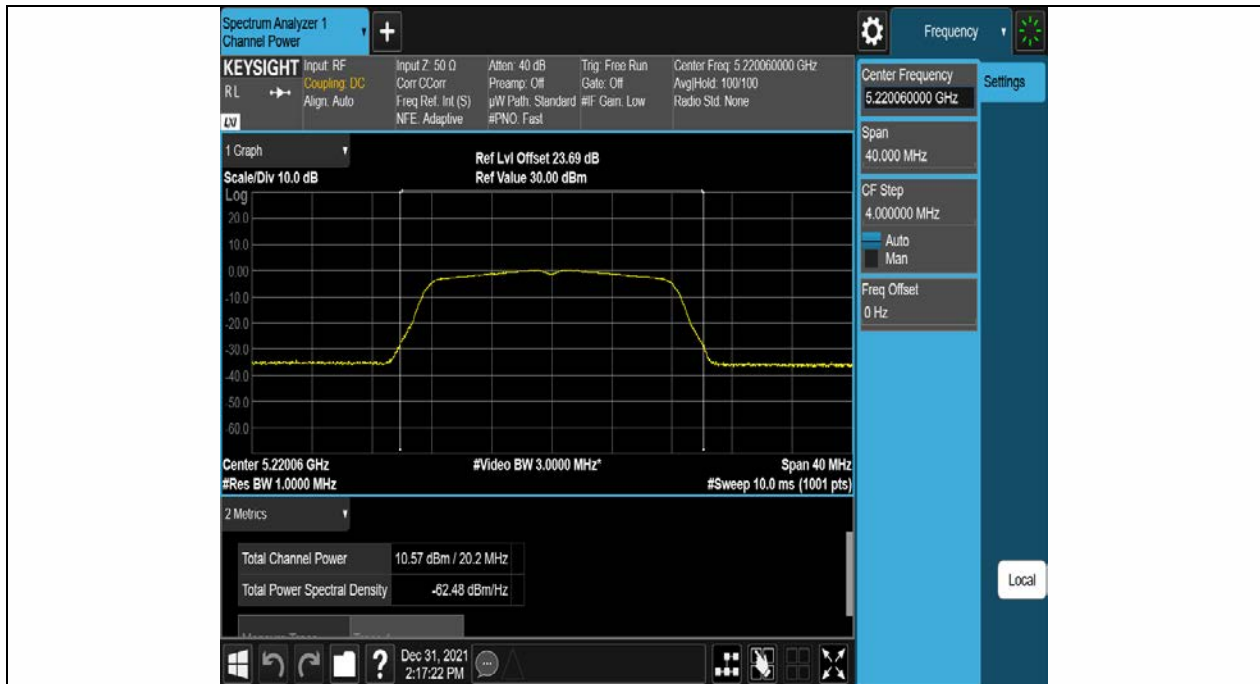 Spectrum Analyzer 1
Channel Power
+
Frequency
KEYSIGHT
R L
LXI
Input: RF
Coupling: DC
Align: Auto
Input Z: 50 Ω
Corr CCorr
Freq Ref: Int (S)
NFE: Adaptive
Atten: 40 dB
Preamp: Off
µW Path: Standard
#PNO: Fast
Trig: Free Run
Gate: Off
#IF Gain: Low
Center Freq: 5.220060000 GHz
Avg|Hold: 100/100
Radio Std: None
1 Graph
Scale/Div 10.0 dB
Ref Lvl Offset 23.69 dB
Ref Value 30.00 dBm
Log
20.0
10.0
0.00
-10.0
-20.0
-30.0
-40.0
-50.0
-60.0
Center 5.22006 GHz
#Res BW 1.0000 MHz
#Video BW 3.0000 MHz*
Span 40 MHz
#Sweep 10.0 ms (1001 pts)
2 Metrics
Total Channel Power 10.57 dBm / 20.2 MHz
Total Power Spectral Density -62.48 dBm/Hz
?
Dec 31, 2021
2:17:22 PM
Center Frequency
5.220060000 GHz
Span
40.000 MHz
CF Step
4.000000 MHz
Auto
Man
Freq Offset
0 Hz
Settings
Local